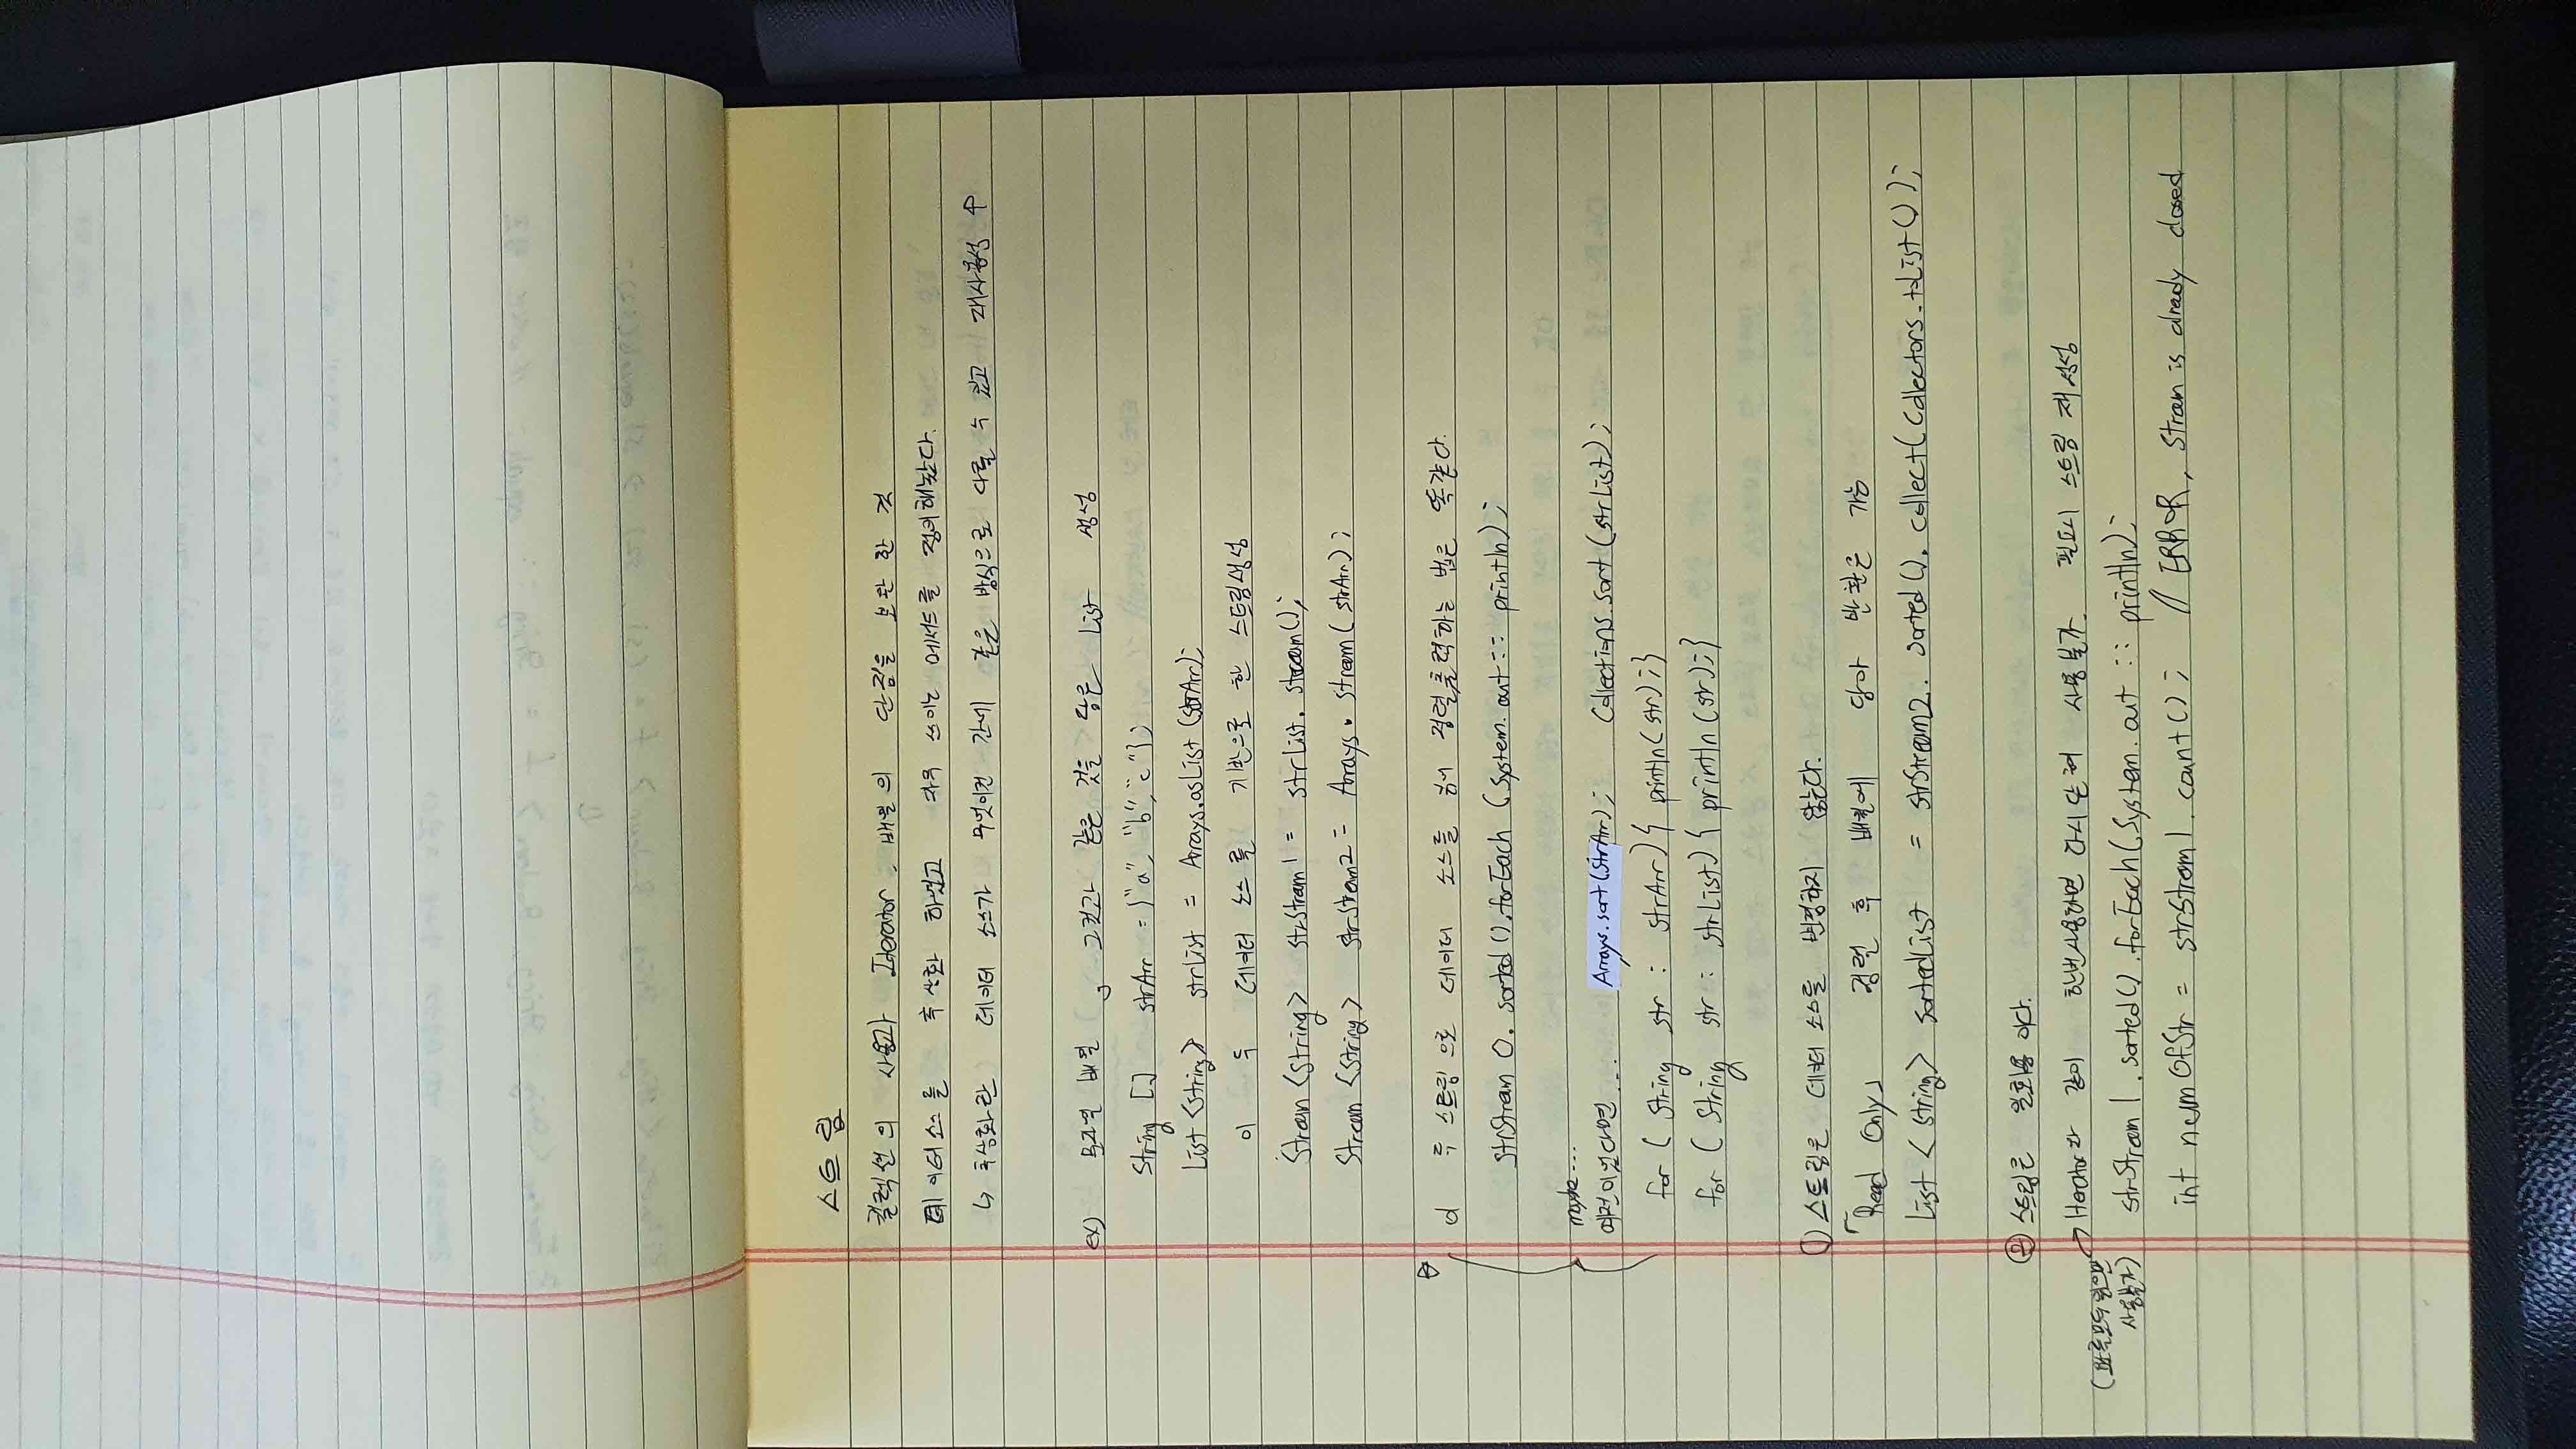 스트림
컬렉션의 사용과 Iterator, 배열의 단점을 보완 한 것
데이터소스를 추상화 하였고 자주 쓰이는 메서드를 정의해놨다.
↳ 추상화란 데이터 소스가 무엇이건 간에 같은 방식으로 다룰 수 있고 재사용성 ↑
ex) 문자열 배열, 그것과 같은 것을 담은 List 생성
String [] strArr = {"a", "b", "c"};
List <String> strList = Arrays.asList (strArr);
이 두 데이터 소스를 기반으로 한 스트림생성
Stream <String> strStream1 = strList. stream();
Stream <String> strStream2 = Arrays. stream( strArr);
두 스트림 으로 데이터 소스를 정렬출력하는 법은 똑같다.
strStream O. sorted().forEach (System. out :: println);
maybe...
예전이었다면... Arrays.sort(strArr); Collections.sort (strList);
for ( String str : strArr) { println(str);}
for ( String str : strList) { println (str);}
① 스트림은 데이터 소스를 변경하지 않는다.
「Read Only」 정렬 후 배열에 담아 반환은 가능
List < String> sortedList = strStream2. sorted(). collect( Collectors. toList());
② 스트림은 일회용 이다.
→ Iterator와 같이 한번사용하면 다시 닫혀 사용불가. 필요시 스트림 재생성
(요소를모두 읽으면
사용불가)
strStream1. sorted().forEach(System. out :: println);
int numOfStr = strStream1. count(); // ERROR, Stream is already closed